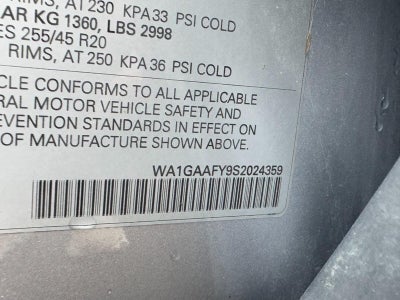 RIMS, AT 230 KPA 33 PSI COLD
AR KG 1360, LBS 2998
ES 255/45 R20
RIMS, AT 250 KPA 36 PSI COLD
CLE CONFORMS TO ALL APPLICABLE
RAL MOTOR VEHICLE SAFETY AND
EVENTION STANDARDS IN EFFECT
OF MANUFACTURE SHOWN ABOVE.
WA1GAAFY9S2024359